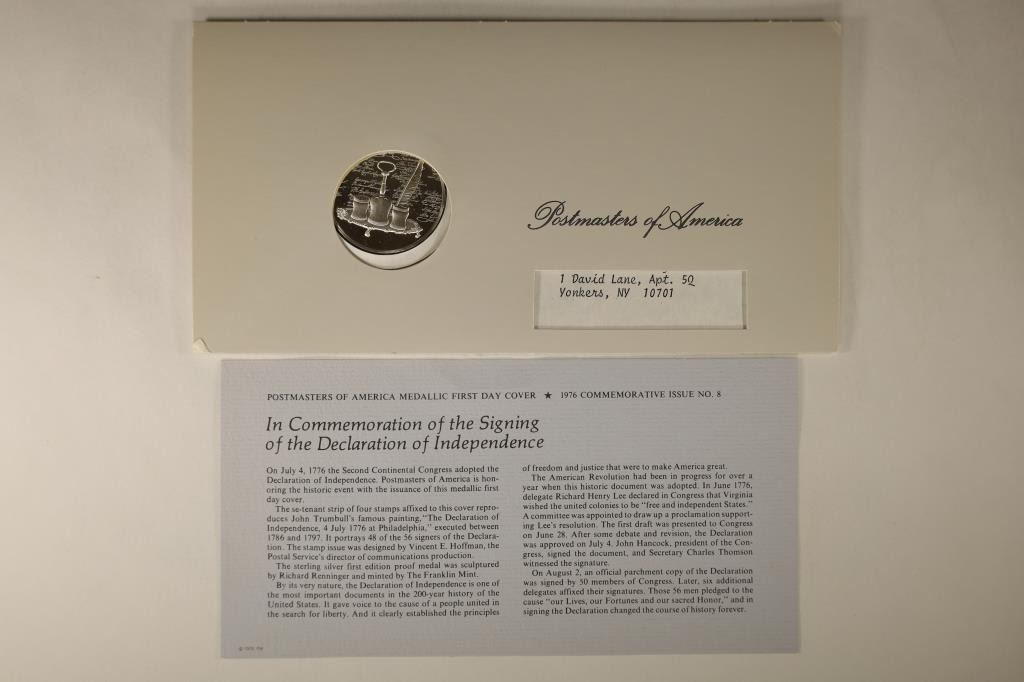 Postmasters of America
1 David Lane, Apt. 5Q
Yonkers, NY 10701
POSTMASTERS OF AMERICA MEDALLIC FIRST DAY COVER ★ 1976 COMMEMORATIVE ISSUE NO. 8
In Commemoration of the Signing
of the Declaration of Independence
On July 4, 1776 the Second Continental Congress adopted the
Declaration of Independence. Postmasters of America is hon-
oring the historic event with the issuance of this medallic first
day cover.
The se-tenant strip of four stamps affixed to this cover repro-
duces John Trumbull's famous painting, "The Declaration of
Independence, 4 July 1776 at Philadelphia," executed between
1786 and 1797. It portrays 48 of the 56 signers of the Declara-
tion. The stamp issue was designed by Vincent E. Hoffman, the
Postal Service's director of communications production.
The sterling silver first edition proof medal was sculptured
by Richard Renninger and minted by The Franklin Mint.
By its very nature, the Declaration of Independence is one of
the most important documents in the 200-year history of the
United States. It gave voice to the cause of a people united in
the search for liberty. And it clearly established the principles
of freedom and justice that were to make America great.
The American Revolution had been in progress for over a
year when this historic document was adopted. In June 1776,
delegate Richard Henry Lee declared in Congress that Virginia
wished the united colonies to be "free and independent States."
A committee was appointed to draw up a proclamation support-
ing Lee's resolution. The first draft was presented to Congress
on June 28. After some debate and revision, the Declaration
was approved on July 4. John Hancock, president of the Con-
gress, signed the document, and Secretary Charles Thomson
witnessed the signature.
On August 2, an official parchment copy of the Declaration
was signed by 50 members of Congress. Later, six additional
delegates affixed their signatures. Those 56 men pledged to the
cause "our Lives, our Fortunes and our sacred Honor," and in
signing the Declaration changed the course of history forever.